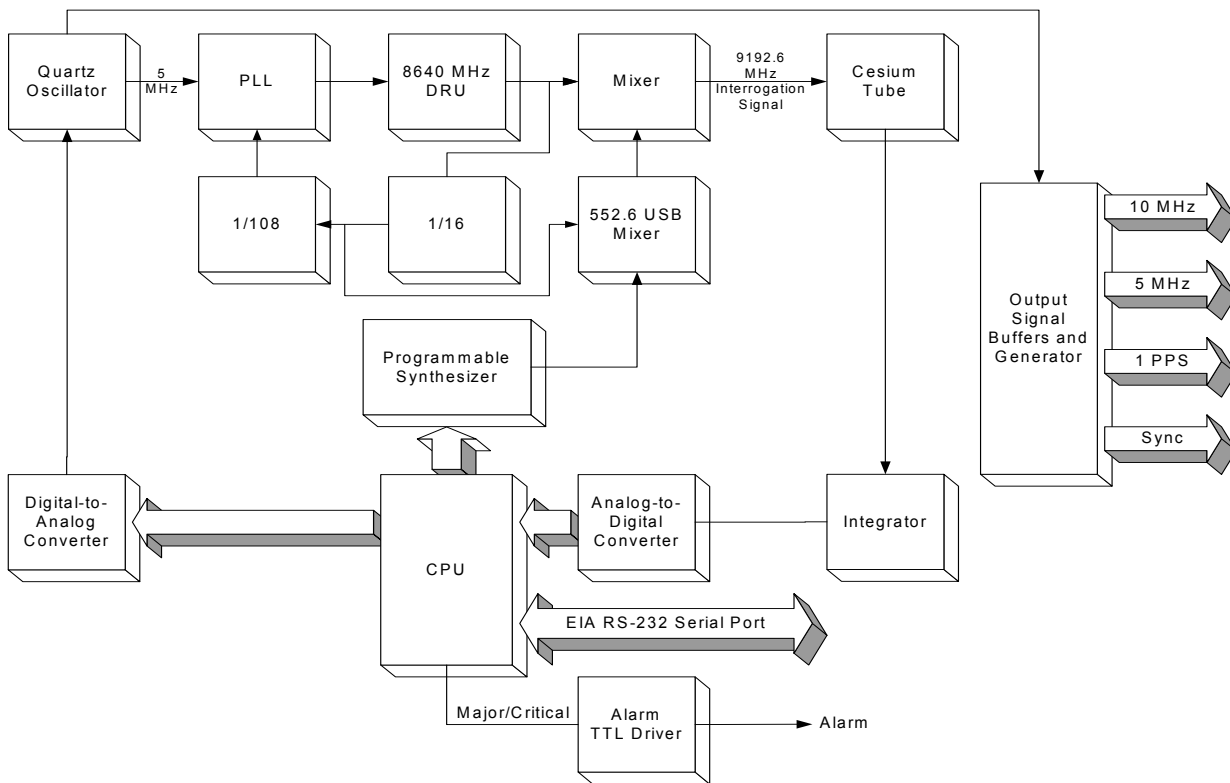 Quartz
Oscillator
5
MHz
PLL
8640 MHz
DRU
Mixer
9192.6
MHz
Interrogation
Signal
Cesium
Tube
1/108
1/16
552.6 USB
Mixer
10 MHz
5 MHz
1 PPS
Sync
Output
Signal
Buffers and
Generator
Programmable
Synthesizer
Digital-to-
Analog
Converter
CPU
Analog-to-
Digital
Converter
Integrator
EIA RS-232 Serial Port
Major/Critical
Alarm
TTL Driver
Alarm